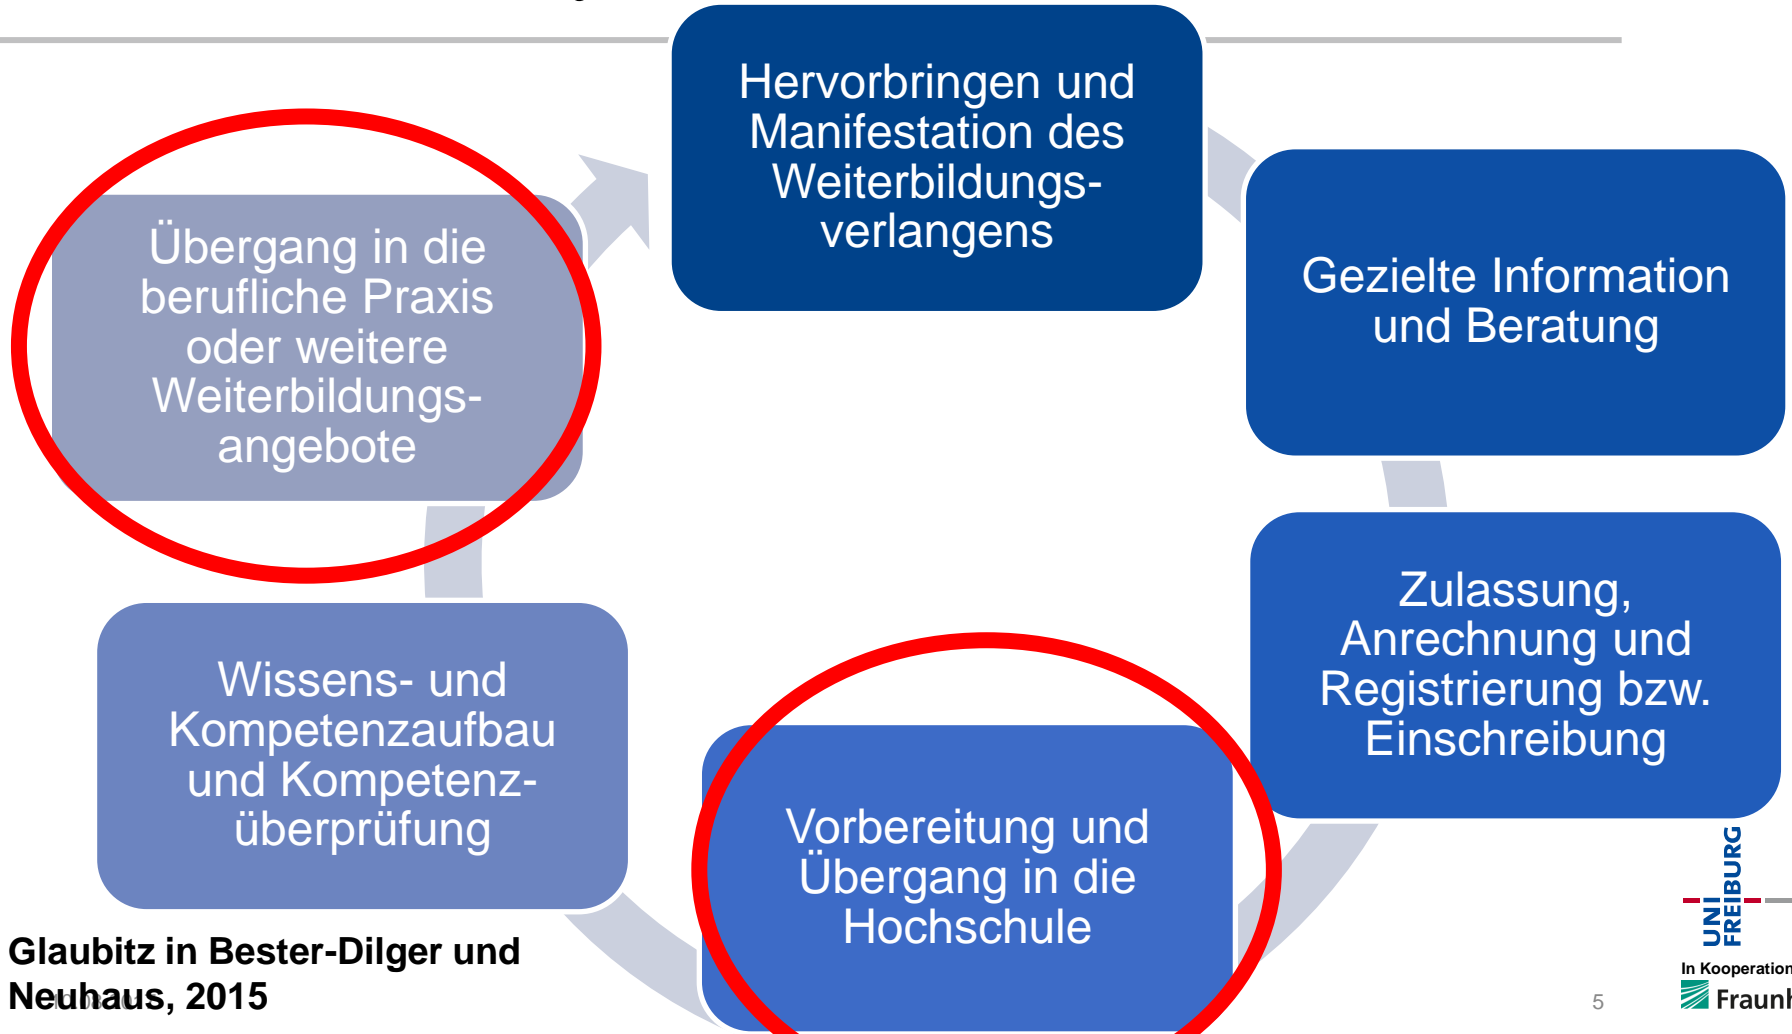 Hervorbringen und
Manifestation des
Weiterbildungs-
verlangens
Gezielte Information
und Beratung
Zulassung,
Anrechnung und
Registrierung bzw.
Einschreibung
Vorbereitung und
Übergang in die
Hochschule
Wissens- und
Kompetenzaufbau
und Kompetenz-
überprüfung
Übergang in die
berufliche Praxis
oder weitere
Weiterbildungs-
angebote
Glaubitz in Bester-Dilger und
Neuhaus, 2015
5
UNI
FREIBURG
In Kooperation